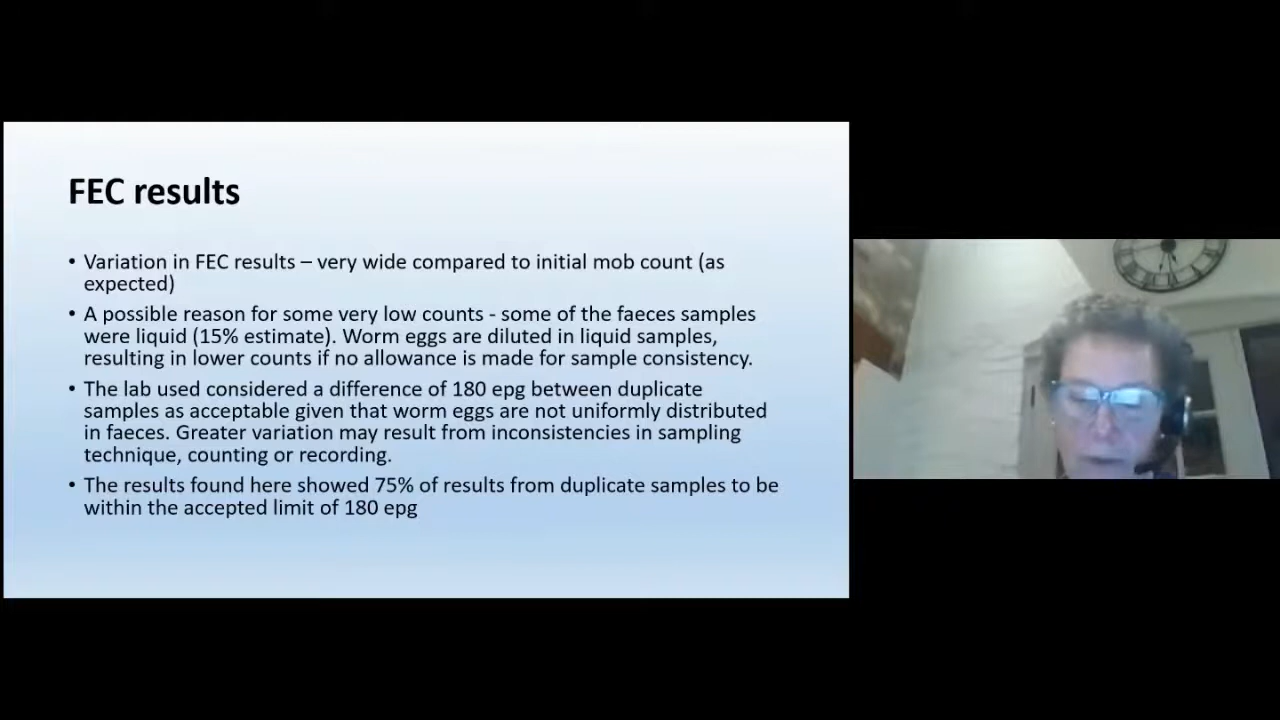 FEC results
• Variation in FEC results – very wide compared to initial mob count (as
expected)
• A possible reason for some very low counts - some of the faeces samples
were liquid (15% estimate). Worm eggs are diluted in liquid samples,
resulting in lower counts if no allowance is made for sample consistency.
• The lab used considered a difference of 180 epg between duplicate
samples as acceptable given that worm eggs are not uniformly distributed
in faeces. Greater variation may result from inconsistencies in sampling
technique, counting or recording.
• The results found here showed 75% of results from duplicate samples to be
within the accepted limit of 180 epg